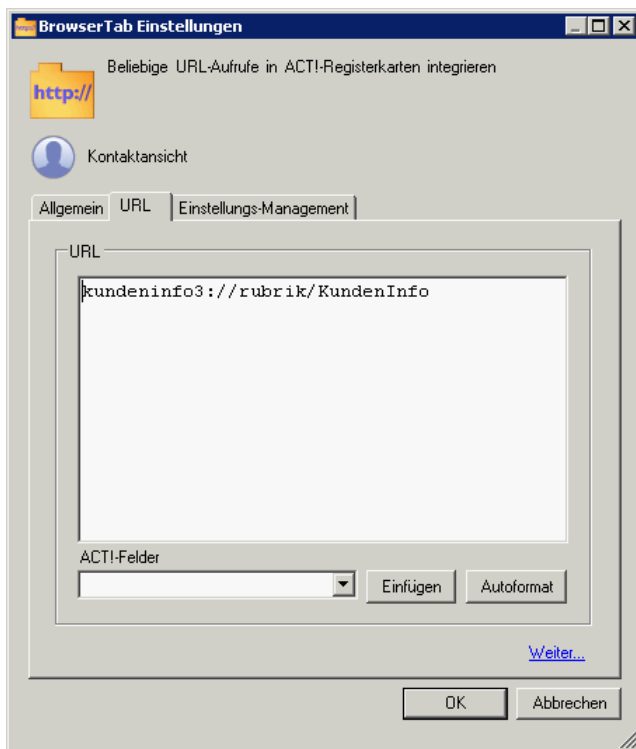 BrowserTab Einstellungen
Beliebige URL-Aufrufe in ACT!-Registerkarten integrieren
http://
Kontaktansicht
Allgemein URL Einstellungs-Management
URL
kundeninfo3://rubrik/KundenInfo
ACT!-Felder
Einfügen Autoformat
Weiter...
OK Abbrechen